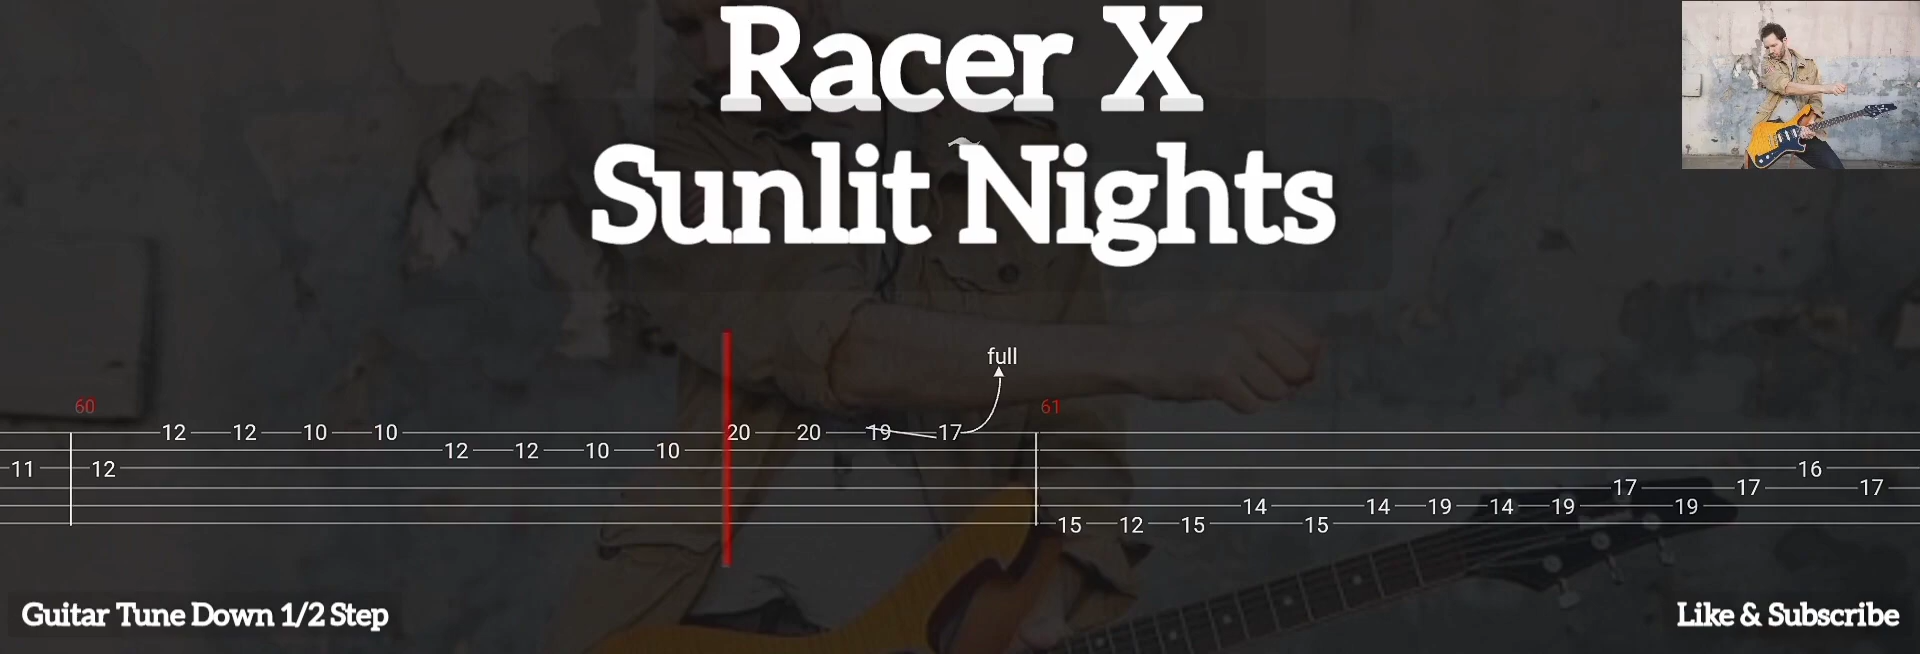 Racer X
Sunlit Nights
full
60
61
12 12 10 10 20 20 19 17
12 12 10 10
11 12 16
17 17 17
14 14 19 14 19 19
15 12 15 15
Guitar Tune Down 1/2 Step
Like & Subscribe